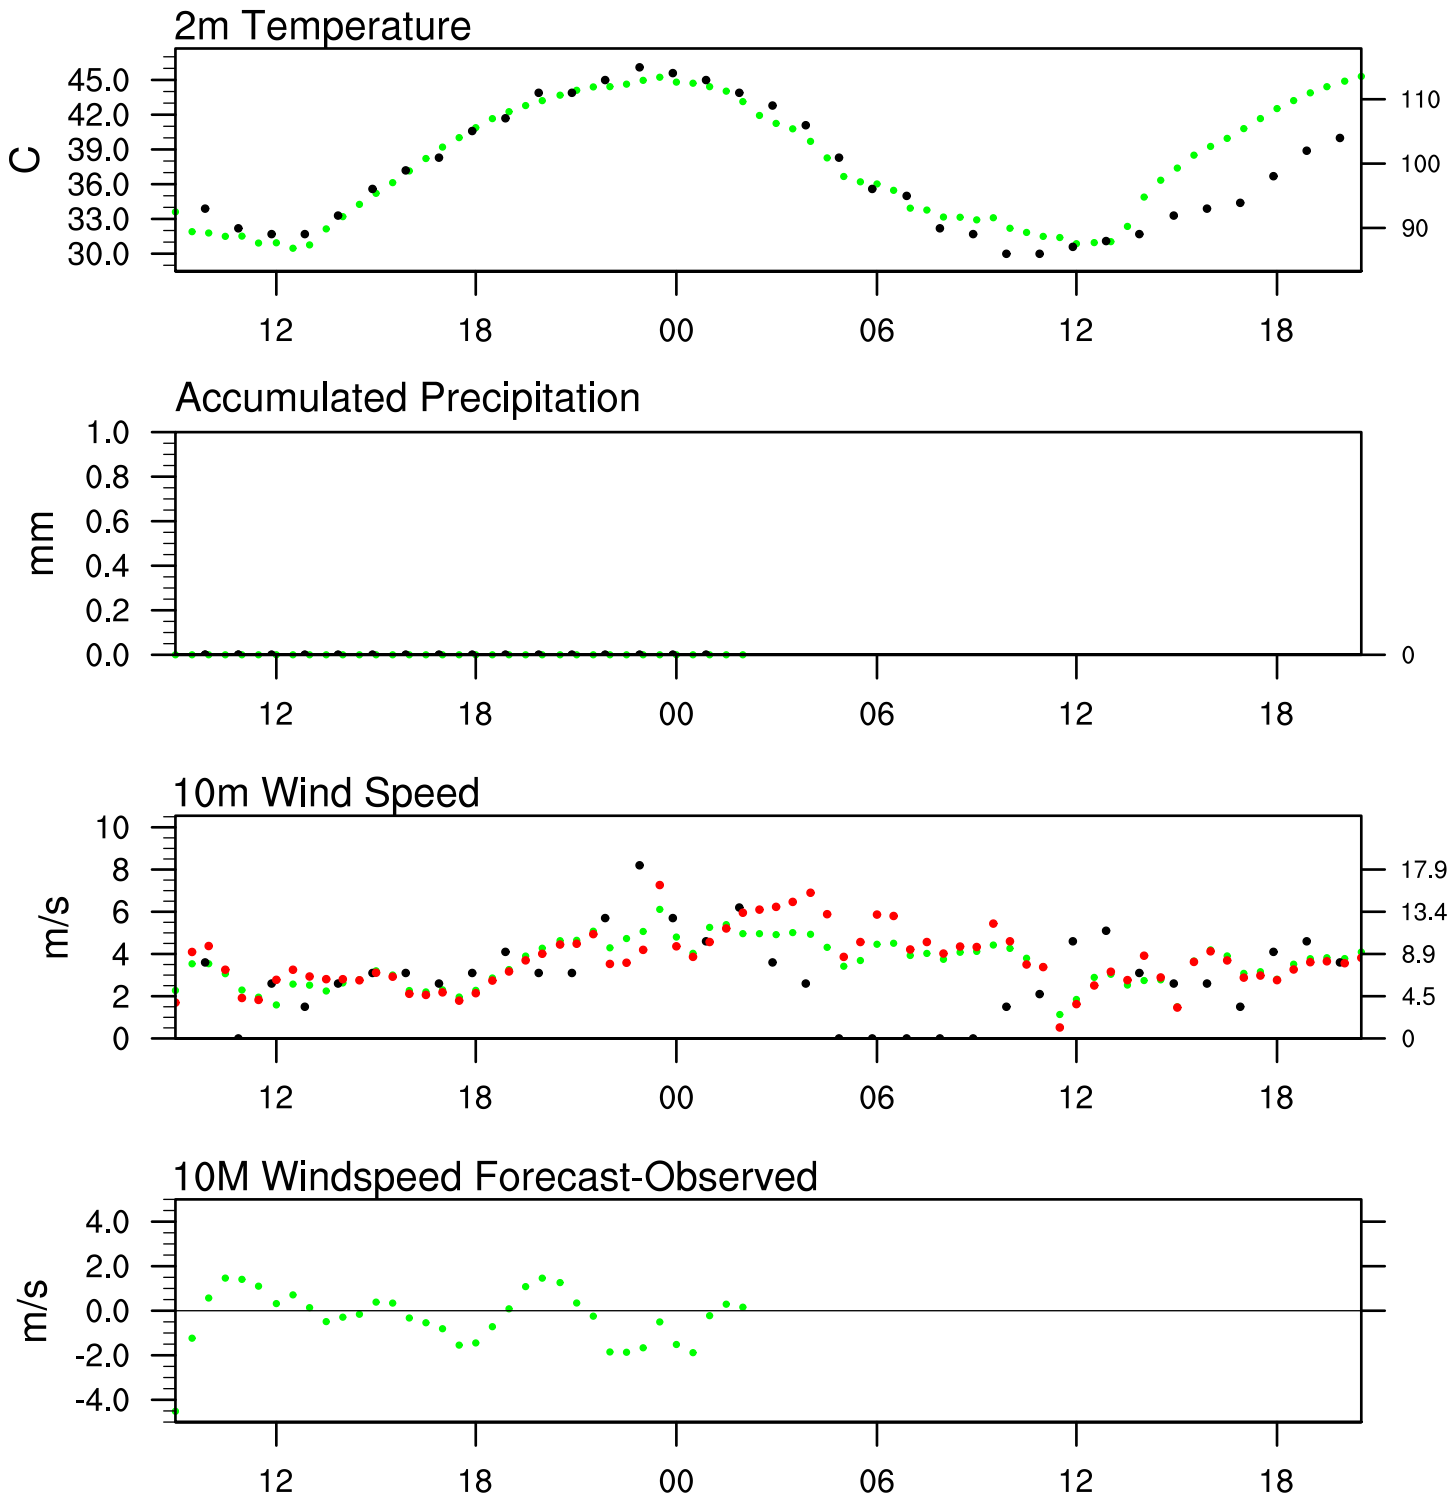 2m Temperature
45.0
42.0
39.0
36.0
33.0
30.0
C
110
100
90
12 18 00 06 12 18
Accumulated Precipitation
1.0
0.8
0.6
0.4
0.2
0.0
mm
0
12 18 00 06 12 18
10m Wind Speed
10
8
6
4
2
0
m/s
17.9
13.4
8.9
4.5
0
12 18 00 06 12 18
10M Windspeed Forecast-Observed
4.0
2.0
0.0
-2.0
-4.0
m/s
12 18 00 06 12 18